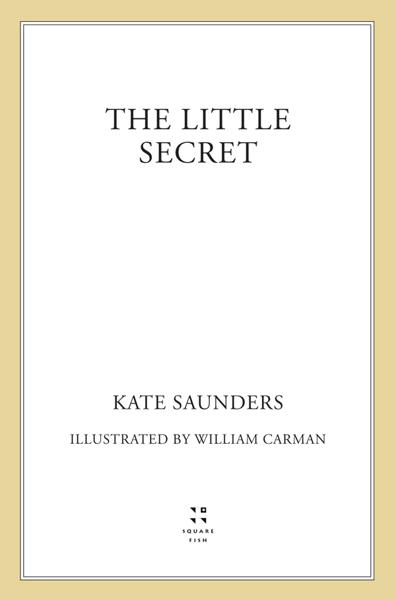 THE LITTLE
SECRET
KATE SAUNDERS
ILLUSTRATED BY WILLIAM CARMAN
SQUARE
FISH